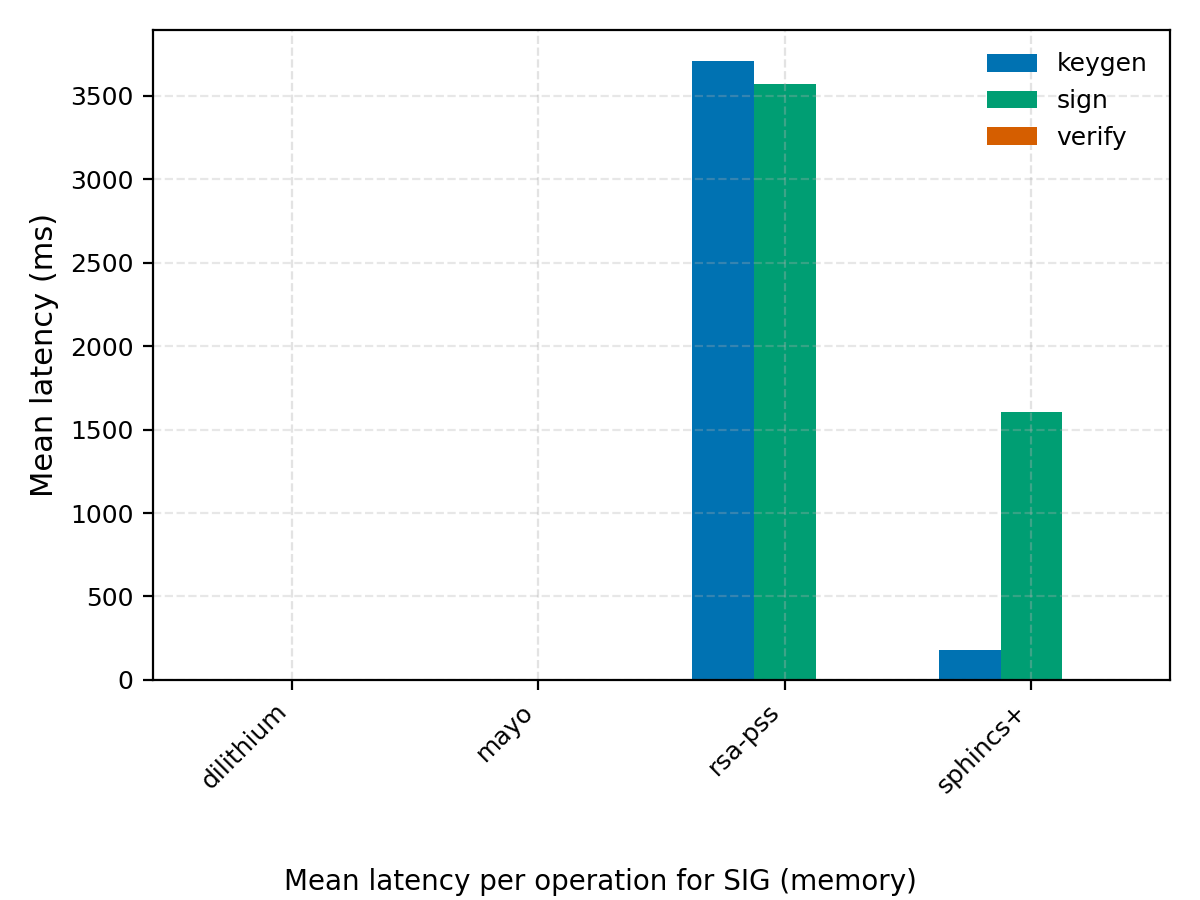 keygen
sign
verify
Mean latency (ms)
3500
3000
2500
2000
1500
1000
500
0
dilithium
mayo
rsa-pss
sphincs+
Mean latency per operation for SIG (memory)